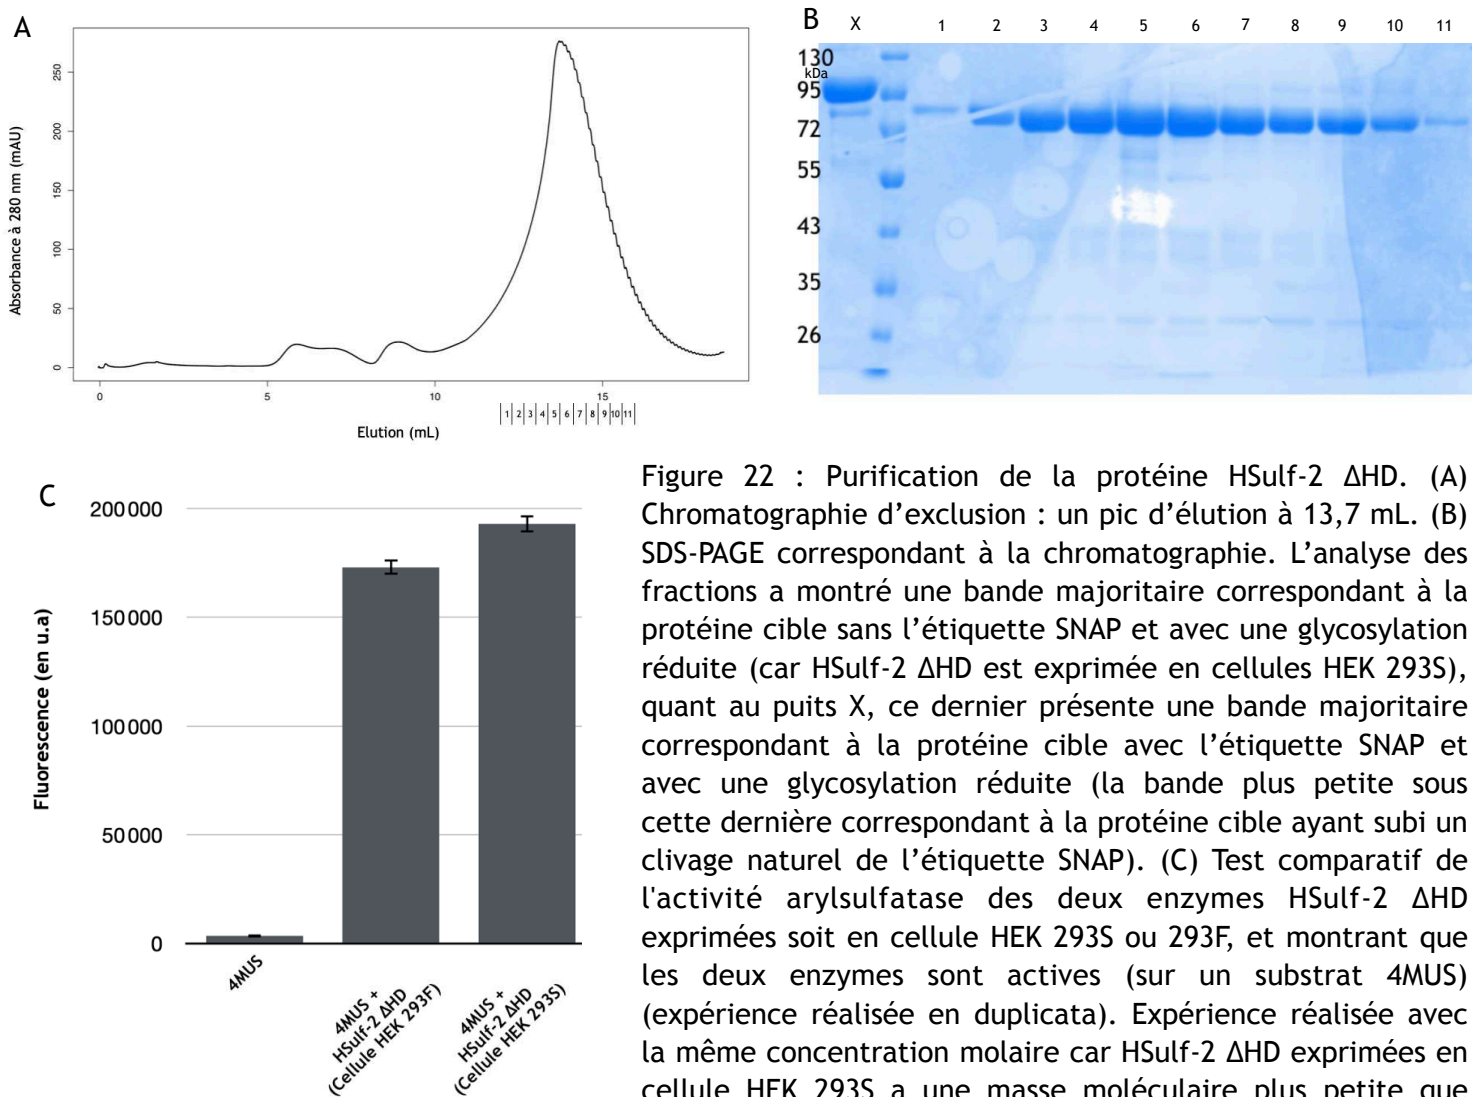 A
Absorbance à 280 nm (mAU)
250
200
150
100
50
0
0 5 10 15
1 2 3 4 5 6 7 8 9 10 11
Elution (mL)
B
X 1 2 3 4 5 6 7 8 9 10 11
130
kDa
95
72
55
43
35
26
C
Fluorescence (en u.a)
200000
150000
100000
50000
0
4MUS
4MUS +
HSulf-2 ΔHD
(Cellule HEK 293F)
4MUS +
HSulf-2 ΔHD
(Cellule HEK 293S)
Figure 22 : Purification de la protéine HSulf-2 ΔHD. (A)
Chromatographie d’exclusion : un pic d’élution à 13,7 mL. (B)
SDS-PAGE correspondant à la chromatographie. L’analyse des
fractions a montré une bande majoritaire correspondant à la
protéine cible sans l’étiquette SNAP et avec une glycosylation
réduite (car HSulf-2 ΔHD est exprimée en cellules HEK 293S),
quant au puits X, ce dernier présente une bande majoritaire
correspondant à la protéine cible avec l’étiquette SNAP et
avec une glycosylation réduite (la bande plus petite sous
cette dernière correspondant à la protéine cible ayant subi un
clivage naturel de l’étiquette SNAP). (C) Test comparatif de
l'activité arylsulfatase des deux enzymes HSulf-2 ΔHD
exprimées soit en cellule HEK 293S ou 293F, et montrant que
les deux enzymes sont actives (sur un substrat 4MUS)
(expérience réalisée en duplicata). Expérience réalisée avec
la même concentration molaire car HSulf-2 ΔHD exprimées en
cellule HEK 293S a une masse moléculaire plus petite que